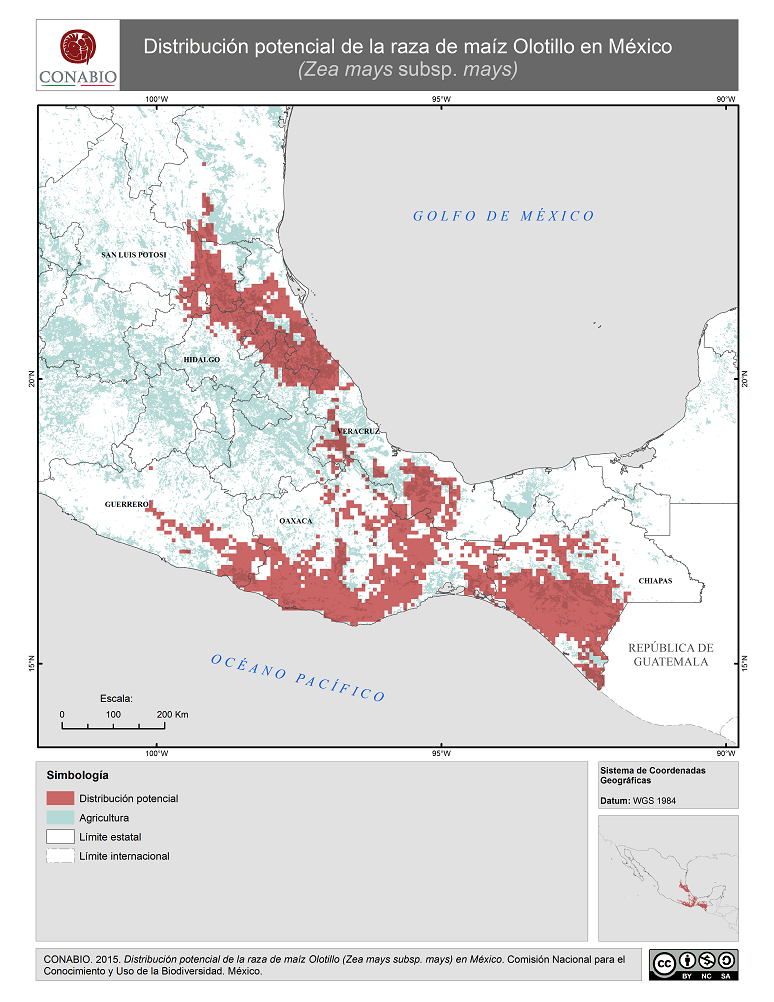 CONABIO
Distribución potencial de la raza de maíz Olotillo en México
(Zea mays subsp. mays)
100°W
95°W
90°W
GOLFO DE MÉXICO
SAN LUIS POTOSI
20°N
20°N
HIDALGO
VERACRUZ
GUERRERO
OAXACA
CHIAPAS
REPÚBLICA DE
GUATEMALA
15°N
15°N
OCÉANO PACÍFICO
Escala:
0 100 200 Km
100°W
95°W
90°W
Simbología
Distribución potencial
Agricultura
Límite estatal
Límite internacional
Sistema de Coordenadas
Geográficas
Datum: WGS 1984
CONABIO. 2015. Distribución potencial de la raza de maíz Olotillo (Zea mays subsp. mays) en México. Comisión Nacional para el
Conocimiento y Uso de la Biodiversidad. México.
cc
BY NC SA